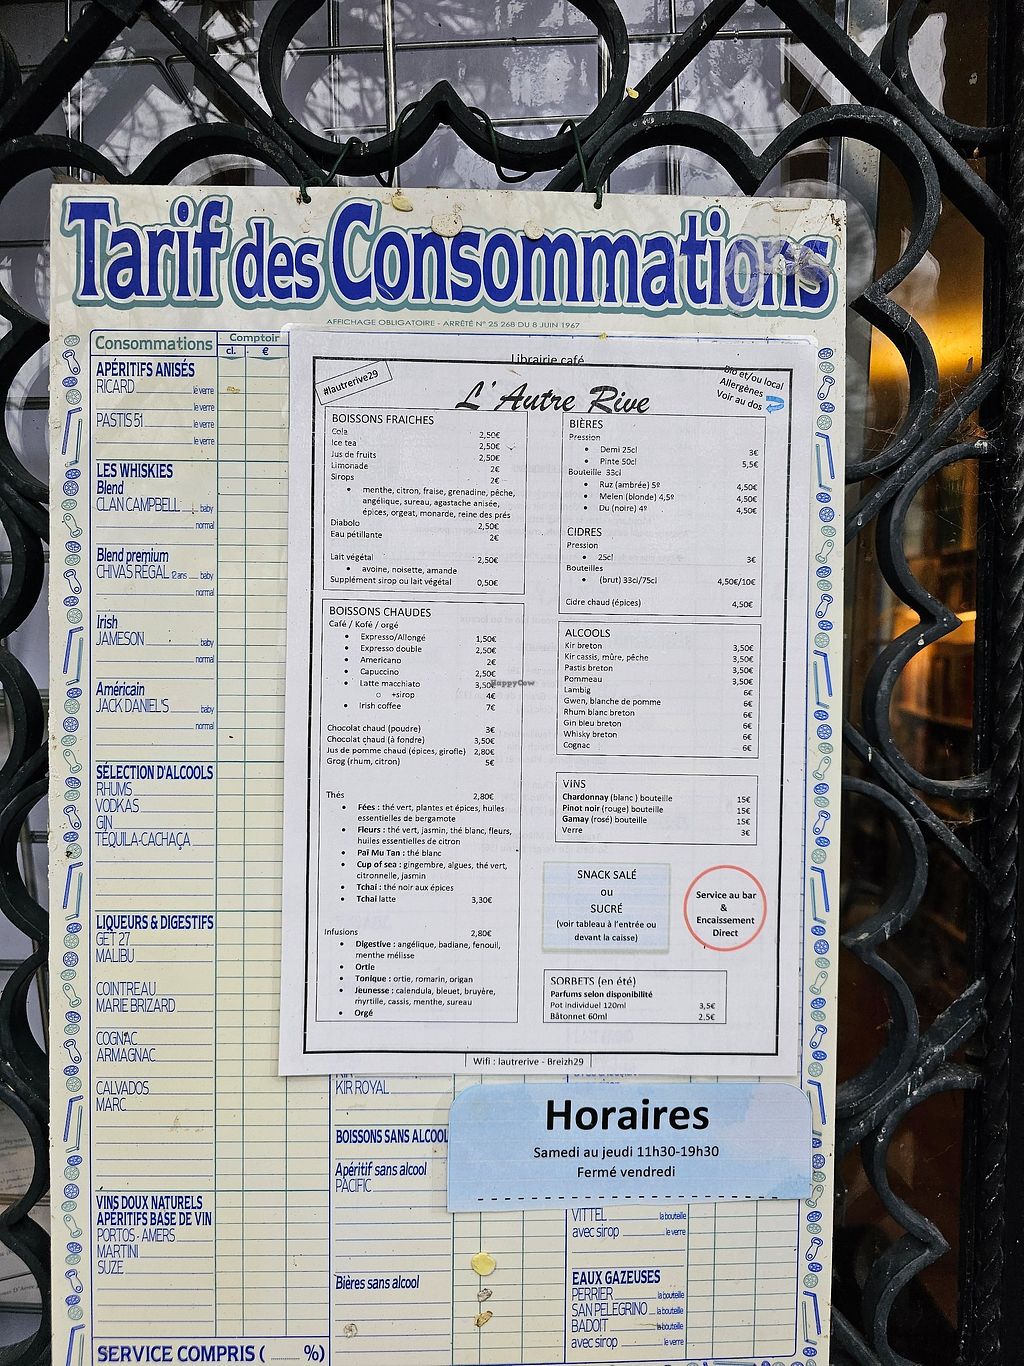 Tarif des Consommations
AFFICHAGE OBLIGATOIRE - ARRÊTÉ N° 25 268 DU 8 JUIN 1967
Consommations
Comptoir
cl. €
APÉRITIFS ANISÉS
RICARD le verre
le verre
PASTIS 51 le verre
le verre
LES WHISKIES
Blend
CLAN CAMPBELL baby
normal
Blend premium
CHIVAS REGAL 12 ans baby
normal
Irish
JAMESON baby
normal
Américain
JACK DANIEL'S baby
normal
SÉLECTION D'ALCOOLS
RHUMS
VODKAS
GIN
TEQUILA-CACHAÇA
LIQUEURS & DIGESTIFS
GET 27
MALIBU
COINTREAU
MARIE BRIZARD
COGNAC
ARMAGNAC
CALVADOS
MARC
VINS DOUX NATURELS
APÉRITIFS BASE DE VIN
PORTOS - AMERS
MARTINI
SUZE
SERVICE COMPRIS ( %)
Librairie café
#lautrerive29
L'Autre Rive
Bio et/ou local
Allergènes
Voir au dos
BOISSONS FRAICHES
Cola 2,50€
Ice tea 2,50€
Jus de fruits 2,50€
Limonade 2€
Sirops 2€
• menthe, citron, fraise, grenadine, pêche,
angélique, sureau, agastache anisée,
épices, orgeat, monarde, reine des prés
Diabolo 2,50€
Eau pétillante 2€
Lait végétal 2,50€
• avoine, noisette, amande
Supplément sirop ou lait végétal 0,50€
BOISSONS CHAUDES
Café / Kofé / orgé
• Expresso/Allongé 1,50€
• Expresso double 2,50€
• Americano 2€
• Capuccino 2,50€
• Latte macchiato 3,50€
o +sirop 4€
• Irish coffee 7€
Chocolat chaud (poudre) 3€
Chocolat chaud (à fondre) 3,50€
Jus de pomme chaud (épices, girofle) 2,80€
Grog (rhum, citron) 5€
Thés 2,80€
• Fées : thé vert, plantes et épices, huiles
essentielles de bergamote
• Fleurs : thé vert, jasmin, thé blanc, fleurs,
huiles essentielles de citron
• Paï Mu Tan : thé blanc
• Cup of sea : gingembre, algues, thé vert,
citronnelle, jasmin
• Tchaï : thé noir aux épices
• Tchaï latte 3,30€
Infusions 2,80€
• Digestive : angélique, badiane, fenouil,
menthe mélisse
• Ortie
• Tonique : ortie, romarin, origan
• Jeunesse : calendula, bleuet, bruyère,
myrtille, cassis, menthe, sureau
• Orgé
BIÈRES
Pression
• Demi 25cl 3€
• Pinte 50cl 5,5€
Bouteille 33cl
• Ruz (ambrée) 5º 4,50€
• Melen (blonde) 4,5º 4,50€
• Du (noire) 4º 4,50€
CIDRES
Pression
• 25cl 3€
Bouteilles
• (brut) 33cl/75cl 4,50€/10€
Cidre chaud (épices) 4,50€
ALCOOLS
Kir breton 3,50€
Kir cassis, mûre, pêche 3,50€
Pastis breton 3,50€
Pommeau 3,50€
Lambig 6€
Gwen, blanche de pomme 6€
Rhum blanc breton 6€
Gin bleu breton 6€
Whisky breton 6€
Cognac 6€
VINS
Chardonnay (blanc ) bouteille 15€
Pinot noir (rouge) bouteille 15€
Gamay (rosé) bouteille 15€
Verre 3€
SNACK SALÉ
ou
SUCRÉ
(voir tableau à l'entrée ou
devant la caisse)
Service au bar
&
Encaissement
Direct
SORBETS (en été)
Parfums selon disponibilité
Pot individuel 120ml 3,5€
Bâtonnet 60ml 2.5€
Wifi : lautrerive - Breizh29
HappyCow
KIR ROYAL
BOISSONS SANS ALCOOL
Apéritif sans alcool
PACIFIC
Bières sans alcool
Horaires
Samedi au jeudi 11h30-19h30
Fermé vendredi
VITTEL la bouteille
avec sirop le verre
EAUX GAZEUSES
PERRIER la bouteille
SAN PELEGRINO la bouteille
BADOIT la bouteille
avec sirop le verre